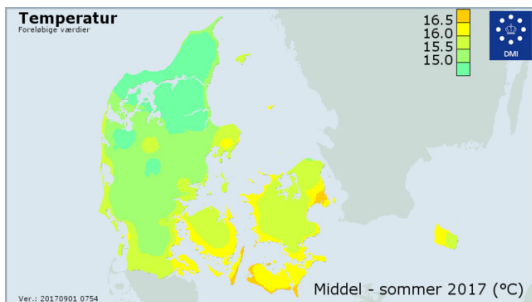 Temperatur
Foreløbige værdier
16.5
16.0
15.5
15.0
DMI
Middel - sommer 2017 (°C)
Ver.: 20170901 0754